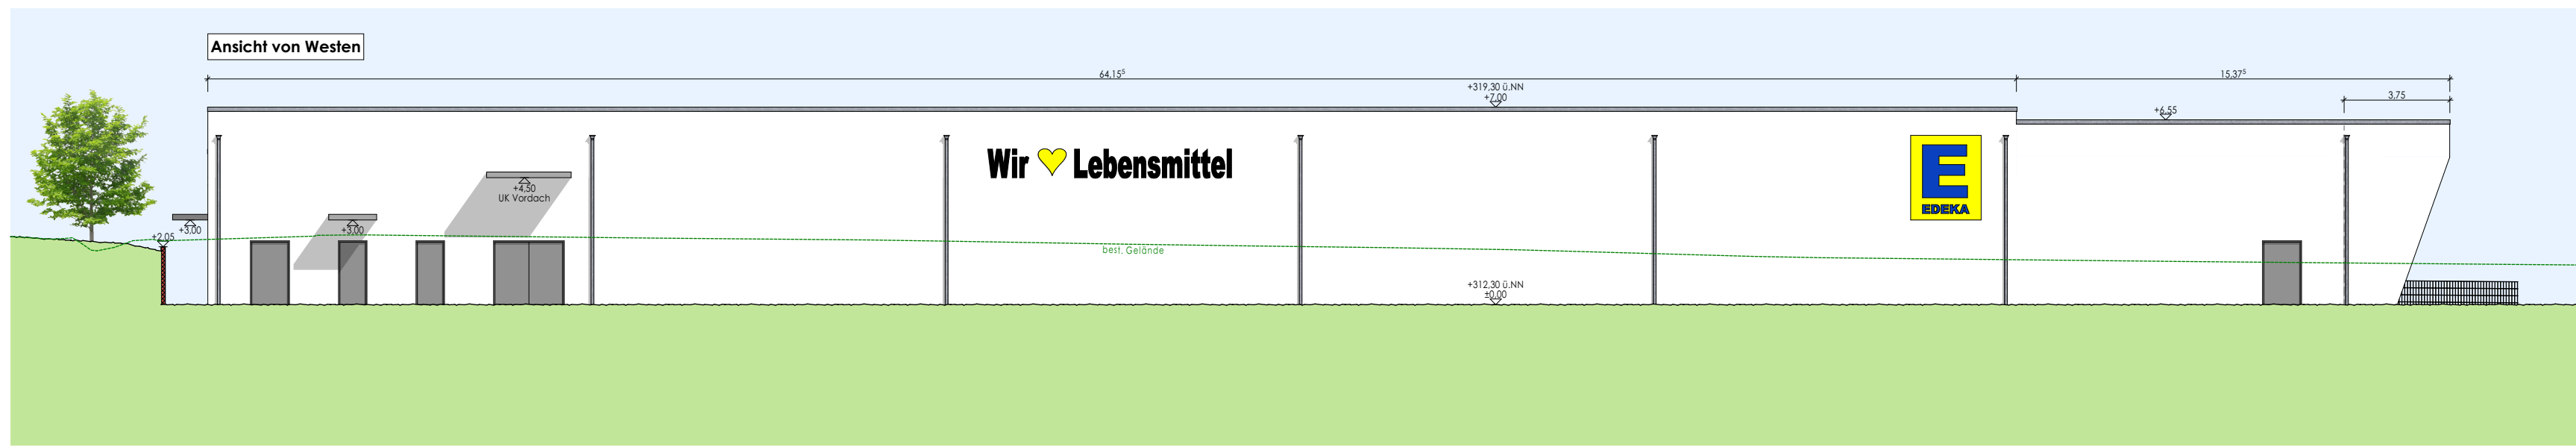 Ansicht von Westen
64,15⁵
15,37⁵
+319,30 ü.NN
+7,00
3,75
+6,55
Wir Lebensmittel
E
EDEKA
+4,50
UK Vordach
+3,00
+3,00
+2,05
best. Gelände
+312,30 ü.NN
±0,00